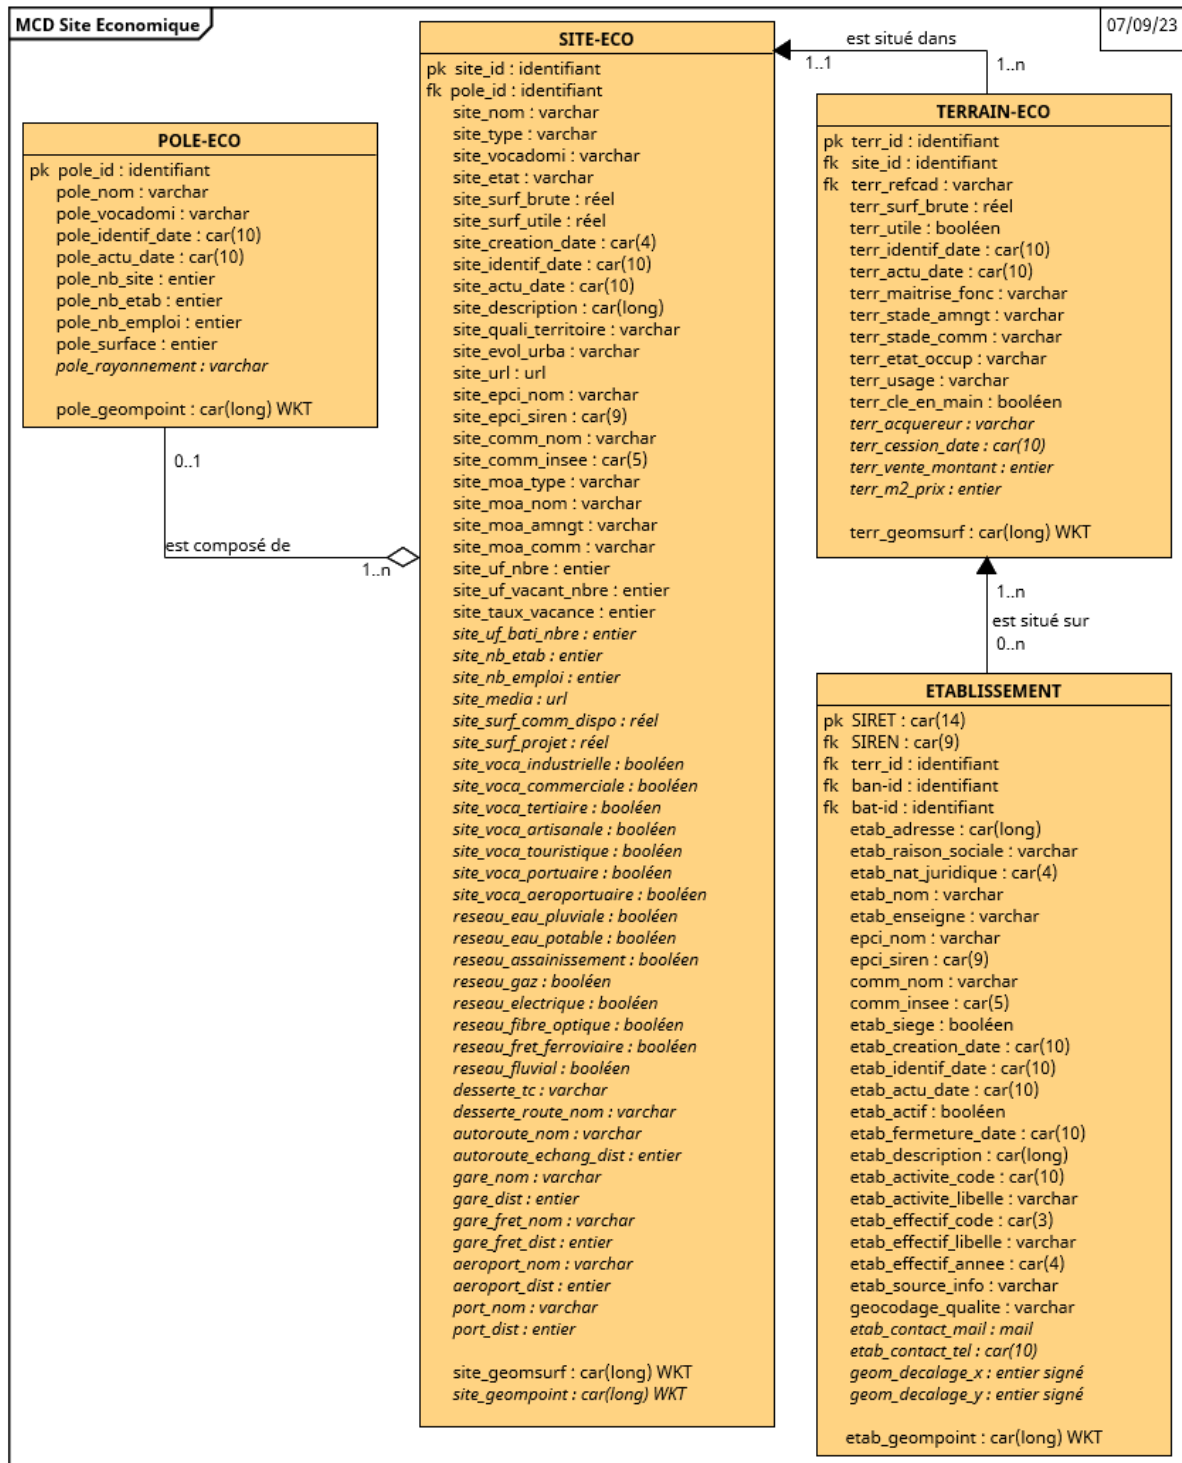 MCD Site Economique
07/09/23
POLE-ECO
pk pole_id : identifiant
pole_nom : varchar
pole_vocadomi : varchar
pole_identif_date : car(10)
pole_actu_date : car(10)
pole_nb_site : entier
pole_nb_etab : entier
pole_nb_emploi : entier
pole_surface : entier
pole_rayonnement : varchar
pole_geompoint : car(long) WKT
0..1
est composé de
1..n
SITE-ECO
pk site_id : identifiant
fk pole_id : identifiant
site_nom : varchar
site_type : varchar
site_vocadomi : varchar
site_etat : varchar
site_surf_brute : réel
site_surf_utile : réel
site_creation_date : car(4)
site_identif_date : car(10)
site_actu_date : car(10)
site_description : car(long)
site_quali_territoire : varchar
site_evol_urba : varchar
site_url : url
site_epci_nom : varchar
site_epci_siren : car(9)
site_comm_nom : varchar
site_comm_insee : car(5)
site_moa_type : varchar
site_moa_nom : varchar
site_moa_amngt : varchar
site_moa_comm : varchar
site_uf_nbre : entier
site_uf_vacant_nbre : entier
site_taux_vacance : entier
site_uf_bati_nbre : entier
site_nb_etab : entier
site_nb_emploi : entier
site_media : url
site_surf_comm_dispo : réel
site_surf_projet : réel
site_voca_industrielle : booléen
site_voca_commerciale : booléen
site_voca_tertiaire : booléen
site_voca_artisanale : booléen
site_voca_touristique : booléen
site_voca_portuaire : booléen
site_voca_aeroportuaire : booléen
reseau_eau_pluviale : booléen
reseau_eau_potable : booléen
reseau_assainissement : booléen
reseau_gaz : booléen
reseau_electrique : booléen
reseau_fibre_optique : booléen
reseau_fret_ferroviaire : booléen
reseau_fluvial : booléen
desserte_tc : varchar
desserte_route_nom : varchar
autoroute_nom : varchar
autoroute_echang_dist : entier
gare_nom : varchar
gare_dist : entier
gare_fret_nom : varchar
gare_fret_dist : entier
aeroport_nom : varchar
aeroport_dist : entier
port_nom : varchar
port_dist : entier
site_geomsurf : car(long) WKT
site_geompoint : car(long) WKT
est situé dans
1..1
1..n
TERRAIN-ECO
pk terr_id : identifiant
fk site_id : identifiant
fk terr_refcad : varchar
terr_surf_brute : réel
terr_utile : booléen
terr_identif_date : car(10)
terr_actu_date : car(10)
terr_maitrise_fonc : varchar
terr_stade_amngt : varchar
terr_stade_comm : varchar
terr_etat_occup : varchar
terr_usage : varchar
terr_cle_en_main : booléen
terr_acquereur : varchar
terr_cession_date : car(10)
terr_vente_montant : entier
terr_m2_prix : entier
terr_geomsurf : car(long) WKT
1..n
est situé sur
0..n
ETABLISSEMENT
pk SIRET : car(14)
fk SIREN : car(9)
fk terr_id : identifiant
fk ban-id : identifiant
fk bat-id : identifiant
etab_adresse : car(long)
etab_raison_sociale : varchar
etab_nat_juridique : car(4)
etab_nom : varchar
etab_enseigne : varchar
epci_nom : varchar
epci_siren : car(9)
comm_nom : varchar
comm_insee : car(5)
etab_siege : booléen
etab_creation_date : car(10)
etab_identif_date : car(10)
etab_actu_date : car(10)
etab_actif : booléen
etab_fermeture_date : car(10)
etab_description : car(long)
etab_activite_code : car(10)
etab_activite_libelle : varchar
etab_effectif_code : car(3)
etab_effectif_libelle : varchar
etab_effectif_annee : car(4)
etab_source_info : varchar
geocodage_qualite : varchar
etab_contact_mail : mail
etab_contact_tel : car(10)
geom_decalage_x : entier signé
geom_decalage_y : entier signé
etab_geompoint : car(long) WKT